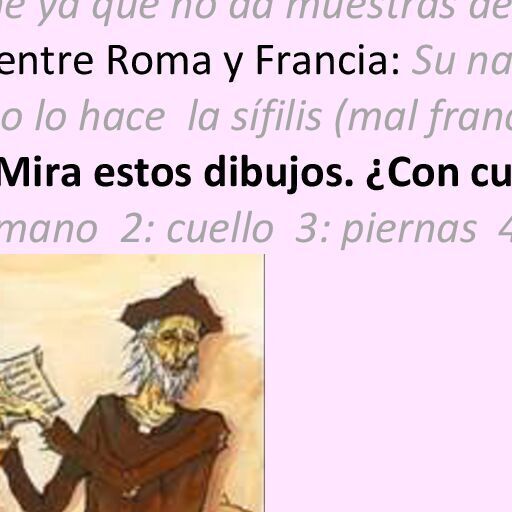 ya que no da muestras de
entre Roma y Francia: Su na
o lo hace la sífilis (mal franc
Mira estos dibujos. ¿Con cu
mano 2: cuello 3: piernas 4